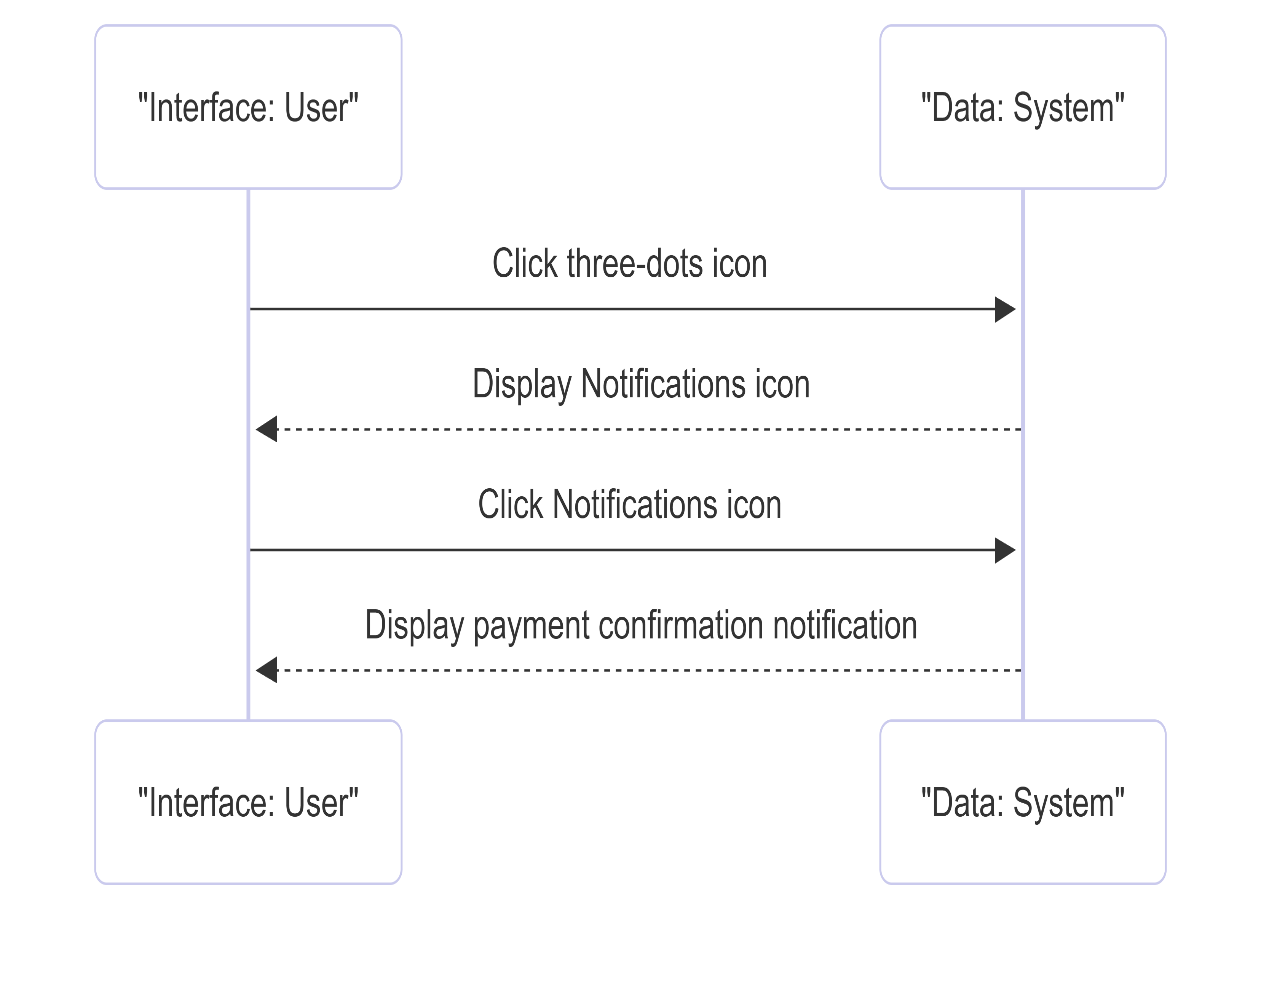 "Interface: User"
"Data: System"
Click three-dots icon
Display Notifications icon
Click Notifications icon
Display payment confirmation notification
"Interface: User"
"Data: System"